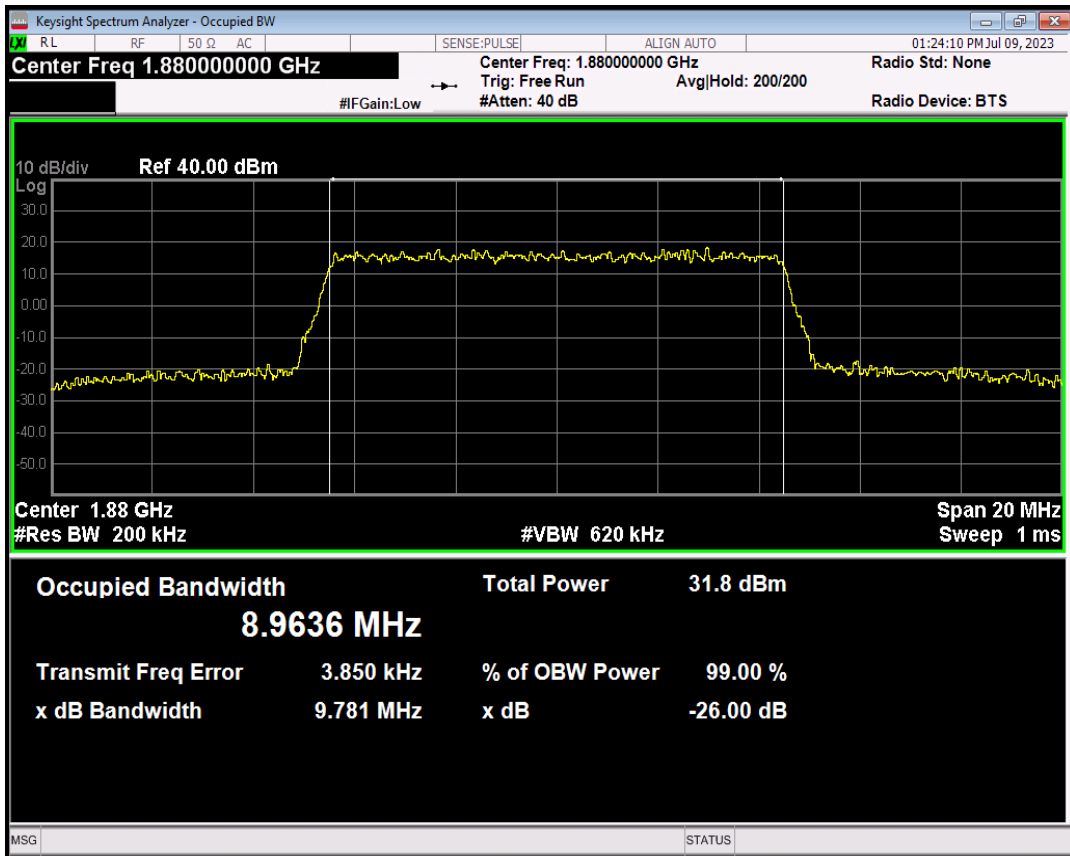 Keysight Spectrum Analyzer - Occupied BW
LXI RL RF 50 Ω AC SENSE:PULSE ALIGN AUTO 01:24:10 PM Jul 09, 2023
Center Freq 1.880000000 GHz Center Freq: 1.880000000 GHz Radio Std: None
Trig: Free Run Avg|Hold: 200/200
#IFGain:Low #Atten: 40 dB Radio Device: BTS
10 dB/div Ref 40.00 dBm
Log
30.0
20.0
10.0
0.00
-10.0
-20.0
-30.0
-40.0
-50.0
Center 1.88 GHz Span 20 MHz
#Res BW 200 kHz #VBW 620 kHz Sweep 1 ms
Occupied Bandwidth Total Power 31.8 dBm
8.9636 MHz
Transmit Freq Error 3.850 kHz % of OBW Power 99.00 %
x dB Bandwidth 9.781 MHz x dB -26.00 dB
MSG STATUS